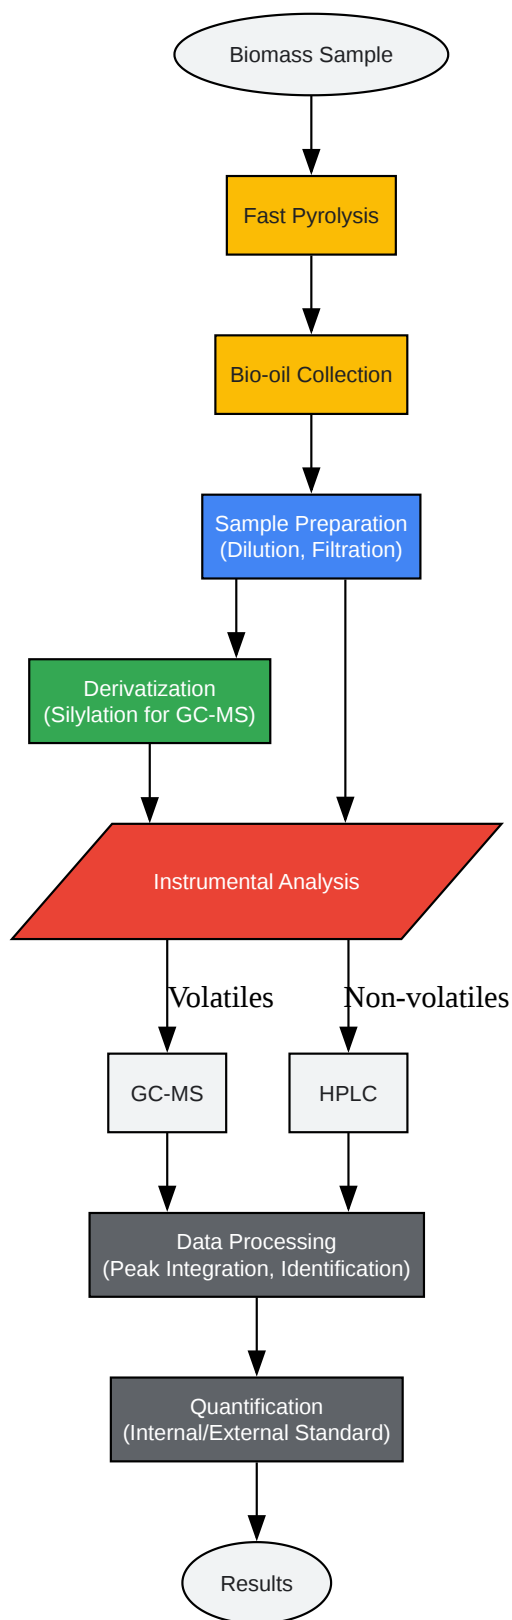 Biomass Sample
Fast Pyrolysis
Bio-oil Collection
Sample Preparation
(Dilution, Filtration)
Derivatization
(Silylation for GC-MS)
Instrumental Analysis
Volatiles
Non-volatiles
GC-MS
HPLC
Data Processing
(Peak Integration, Identification)
Quantification
(Internal/External Standard)
Results